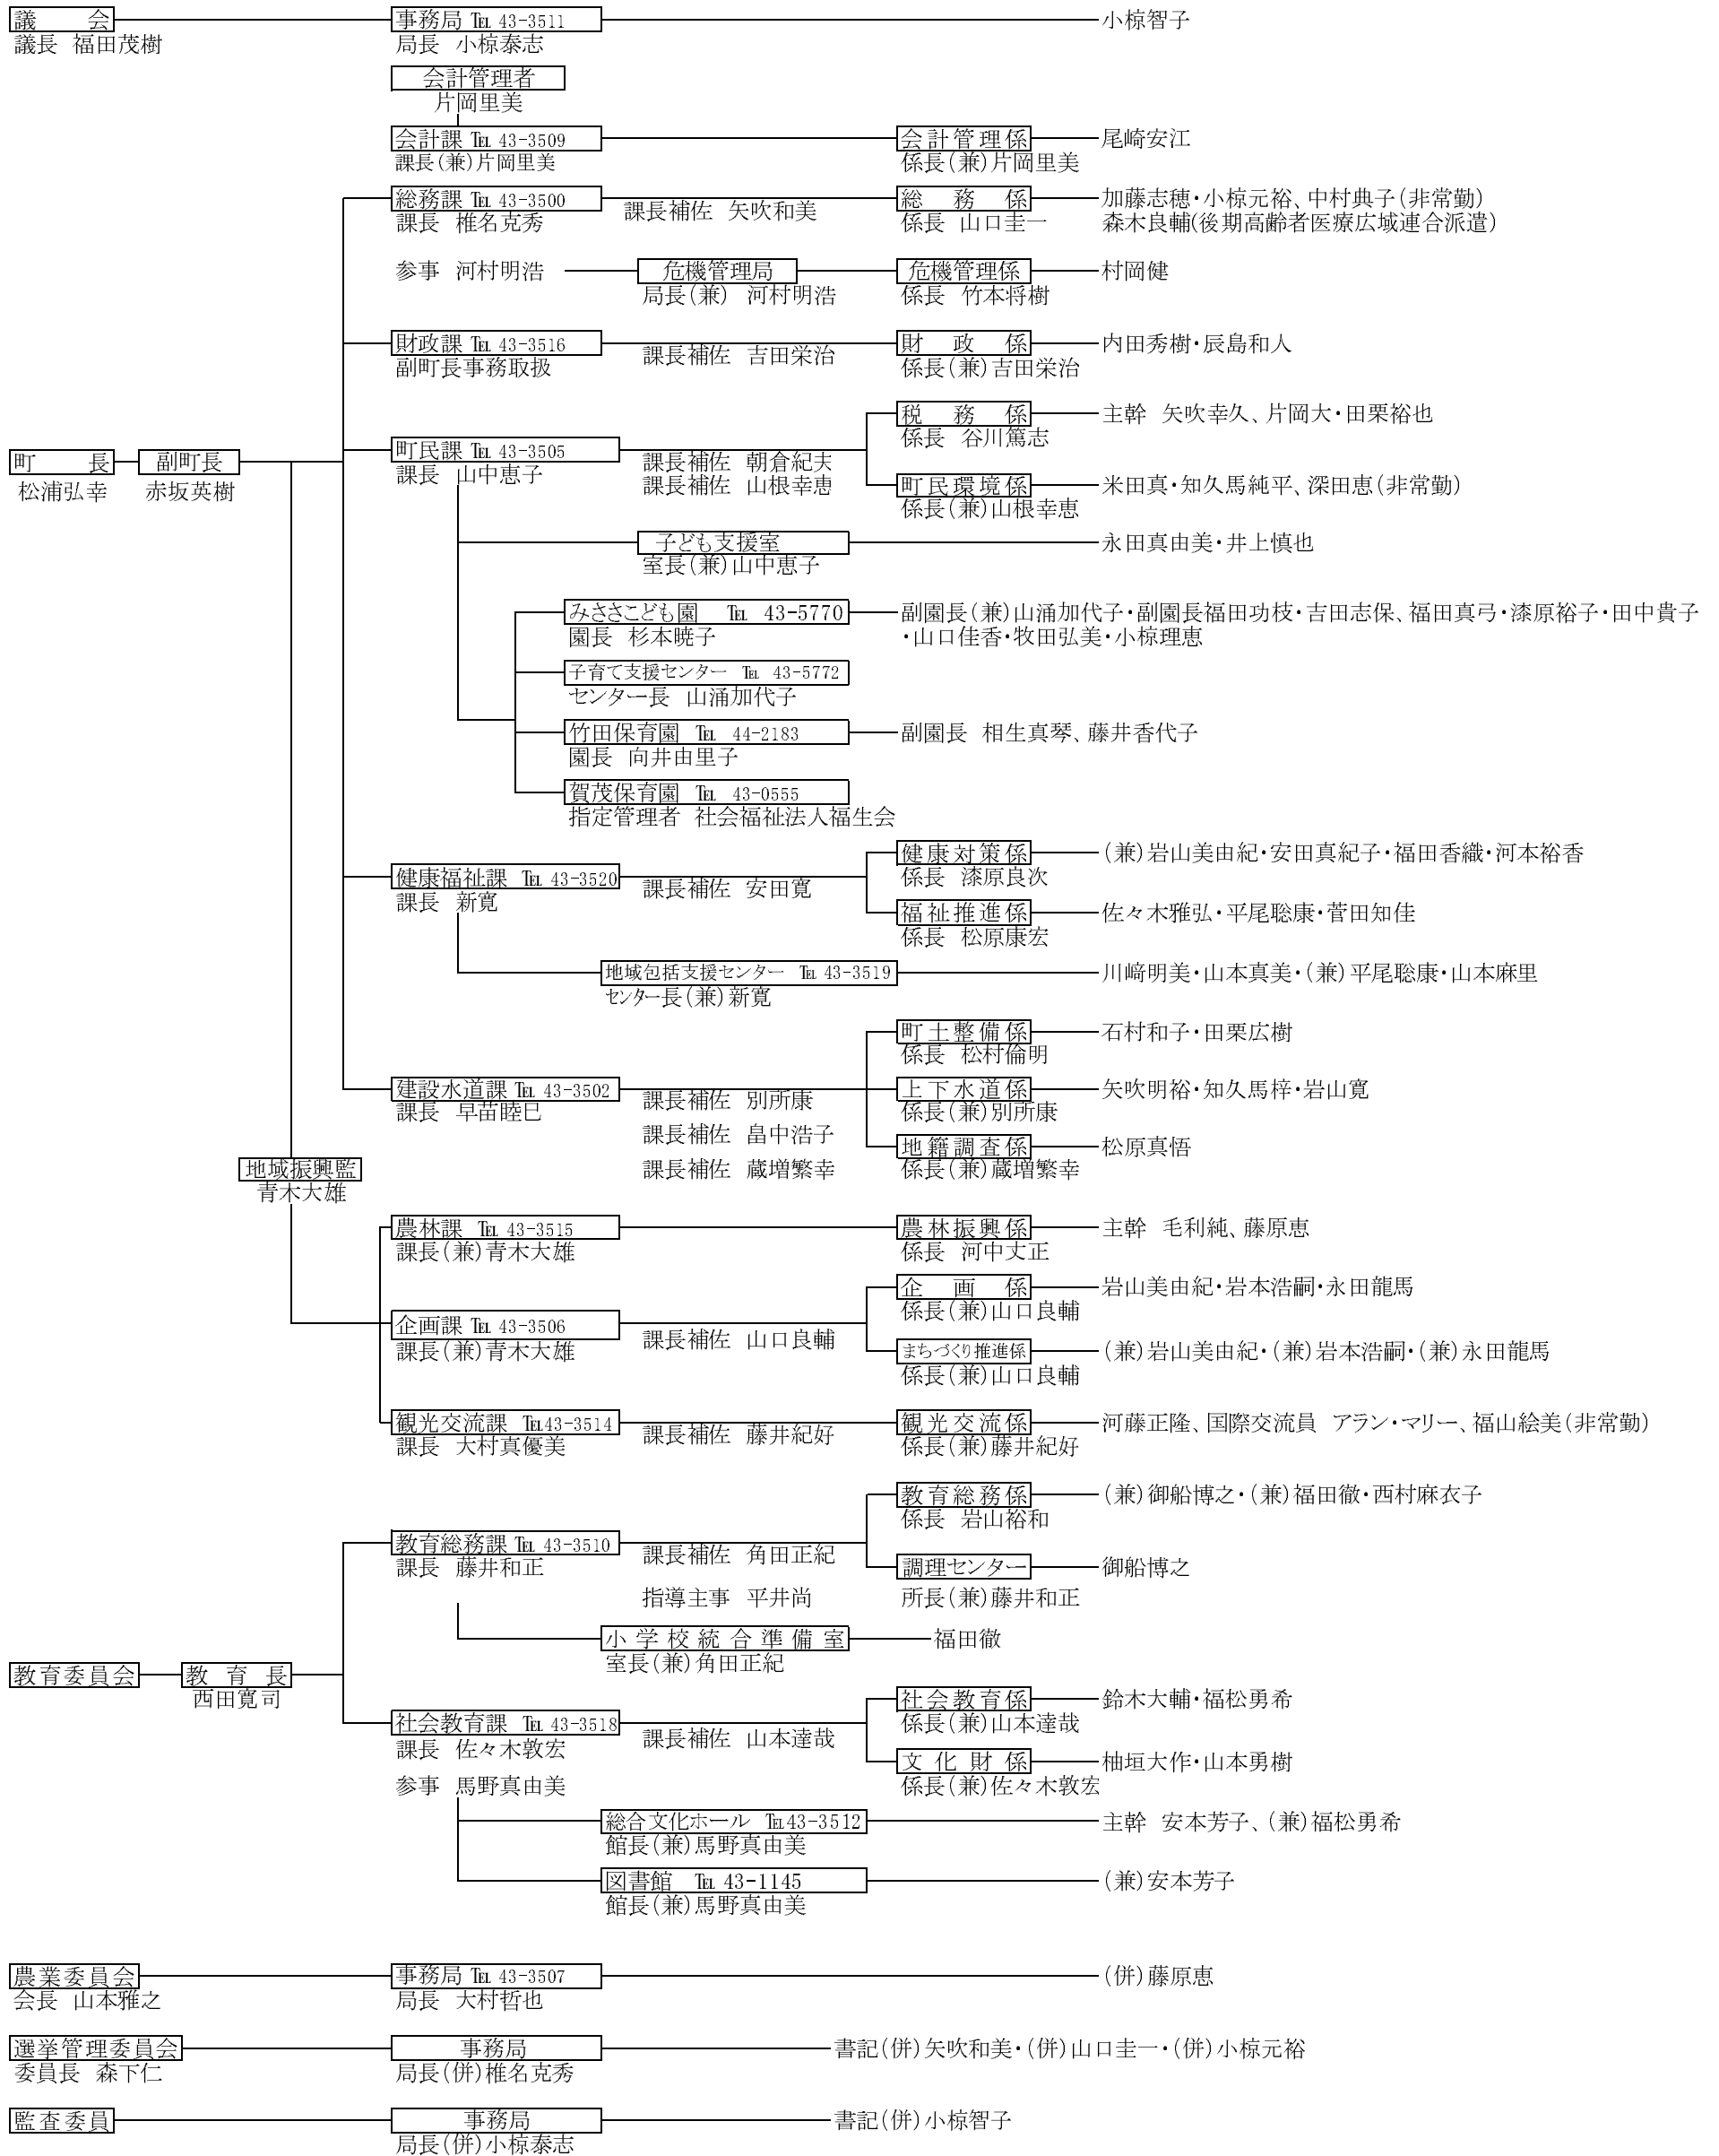 議　会　事務局 ℡ 43-3511　小椋智子
議長　福田茂樹　局長　小椋泰志
会計管理者
片岡里美
会計課 ℡ 43-3509　会計管理係　尾崎安江
課長(兼)片岡里美　係長(兼)片岡里美
総務課 ℡ 43-3500　課長補佐　矢吹和美　総務係　加藤志穂・小椋元裕、中村典子(非常勤)
課長　椎名克秀　係長　山口圭一　森木良輔(後期高齢者医療広域連合派遣)
参事　河村明浩　危機管理局　危機管理係　村岡健
局長(兼)　河村明浩　係長　竹本将樹
財政課 ℡ 43-3516　課長補佐　吉田栄治　財政係　内田秀樹・辰島和人
副町長事務取扱　係長(兼)吉田栄治
税務係　主幹　矢吹幸久、片岡大・田栗裕也
係長　谷川篤志
町長　副町長　町民課 ℡ 43-3505　課長補佐　朝倉紀夫
松浦弘幸　赤坂英樹　課長　山中恵子　課長補佐　山根幸恵　町民環境係　米田真・知久馬純平、深田恵(非常勤)
係長(兼)山根幸恵
子ども支援室　永田真由美・井上慎也
室長(兼)山中恵子
みささこども園　℡ 43-5770　副園長(兼)山涌加代子・副園長福田功枝・吉田志保、福田真弓・漆原裕子・田中貴子
園長　杉本暁子　・山口佳香・牧田弘美・小椋理恵
子育て支援センター　℡ 43-5772
センター長　山涌加代子
竹田保育園　℡ 44-2183　副園長　相生真琴、藤井香代子
園長　向井由里子
賀茂保育園　℡ 43-0555
指定管理者　社会福祉法人福生会
健康対策係　(兼)岩山美由紀・安田真紀子・福田香織・河本裕香
健康福祉課　℡ 43-3520　課長補佐　安田寛　係長　漆原良次
課長　新寛　福祉推進係　佐々木雅弘・平尾聡康・菅田知佳
係長　松原康宏
地域包括支援センター　℡ 43-3519　川﨑明美・山本真美・(兼)平尾聡康・山本麻里
センター長(兼)新寛
町土整備係　石村和子・田栗広樹
係長　松村倫明
建設水道課 ℡ 43-3502　課長補佐　別所康　上下水道係　矢吹明裕・知久馬梓・岩山寛
課長　早苗睦巳　係長(兼)別所康
課長補佐　畠中浩子　地籍調査係　松原真悟
地域振興監　課長補佐　蔵増繁幸　係長(兼)蔵増繁幸
青木大雄
農林課　℡ 43-3515　農林振興係　主幹　毛利純、藤原恵
課長(兼)青木大雄　係長　河中丈正
企画係　岩山美由紀・岩本浩嗣・永田龍馬
企画課 ℡ 43-3506　課長補佐　山口良輔　係長(兼)山口良輔
課長(兼)青木大雄　まちづくり推進係　(兼)岩山美由紀・(兼)岩本浩嗣・(兼)永田龍馬
係長(兼)山口良輔
観光交流課　℡43-3514　課長補佐　藤井紀好　観光交流係　河藤正隆、国際交流員　アラン・マリー、福山絵美(非常勤)
課長　大村真優美　係長(兼)藤井紀好
教育総務係　(兼)御船博之・(兼)福田徹・西村麻衣子
係長　岩山裕和
教育総務課 ℡ 43-3510　課長補佐　角田正紀
課長　藤井和正　調理センター　御船博之
指導主事　平井尚　所長(兼)藤井和正
小学校統合準備室　福田徹
室長(兼)角田正紀
教育委員会　教育長
西田寛司　社会教育係　鈴木大輔・福松勇希
社会教育課　℡ 43-3518　課長補佐　山本達哉　係長(兼)山本達哉
課長　佐々木敦宏　文化財係　柚垣大作・山本勇樹
参事　馬野真由美　係長(兼)佐々木敦宏
総合文化ホール　℡43-3512　主幹　安本芳子、(兼)福松勇希
館長(兼)馬野真由美
図書館　℡ 43-1145　(兼)安本芳子
館長(兼)馬野真由美
農業委員会　事務局 ℡ 43-3507　(併)藤原恵
会長　山本雅之　局長　大村哲也
選挙管理委員会　事務局　書記(併)矢吹和美・(併)山口圭一・(併)小椋元裕
委員長　森下仁　局長(併)椎名克秀
監査委員　事務局　書記(併)小椋智子
局長(併)小椋泰志